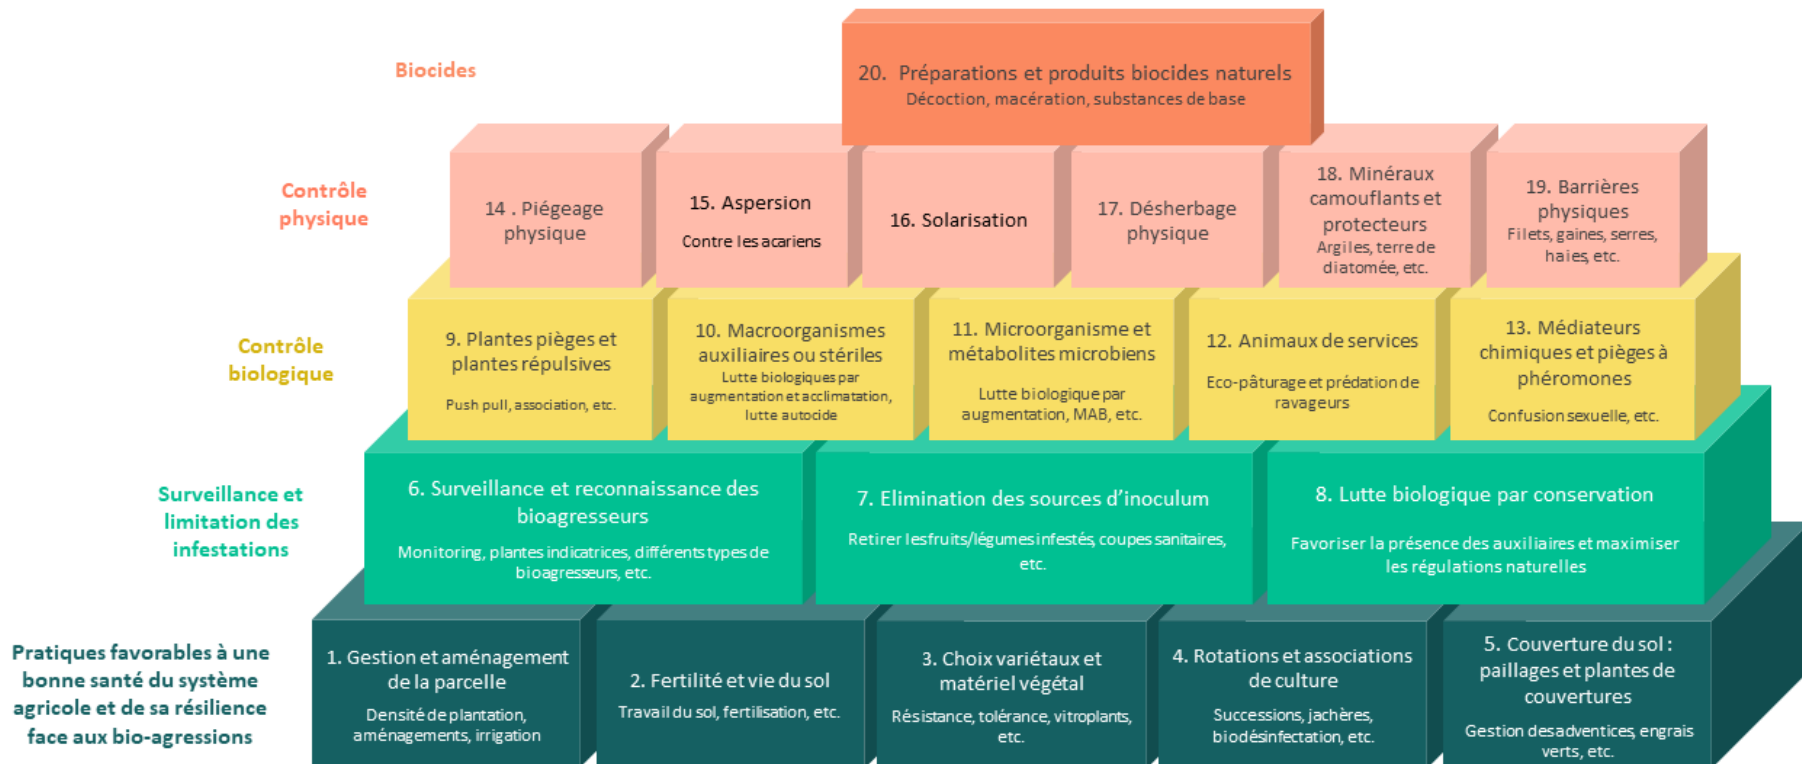 Biocides
20. Préparations et produits biocides naturels
Décoction, macération, substances de base
Contrôle
physique
14 . Piégeage
physique
15. Aspersion
Contre les acariens
16. Solarisation
17. Désherbage
physique
18. Minéraux
camouflants et
protecteurs
Argiles, terre de
diatomée, etc.
19. Barrières
physiques
Filets, gaines, serres,
haies, etc.
Contrôle
biologique
9. Plantes pièges et
plantes répulsives
Push pull, association, etc.
10. Macroorganismes
auxiliaires ou stériles
Lutte biologiques par
augmentation et acclimatation,
lutte autocide
11. Microorganisme et
métabolites microbiens
Lutte biologique par
augmentation, MAB, etc.
12. Animaux de services
Eco-pâturage et prédation de
ravageurs
13. Médiateurs
chimiques et pièges à
phéromones
Confusion sexuelle, etc.
Surveillance et
limitation des
infestations
6. Surveillance et reconnaissance des
bioagresseurs
Monitoring, plantes indicatrices, différents types de
bioagresseurs, etc.
7. Elimination des sources d'inoculum
Retirer les fruits/légumes infestés, coupes sanitaires,
etc.
8. Lutte biologique par conservation
Favoriser la présence des auxiliaires et maximiser
les régulations naturelles
Pratiques favorables à une
bonne santé du système
agricole et de sa résilience
face aux bio-agressions
1. Gestion et aménagement
de la parcelle
Densité de plantation,
aménagements, irrigation
2. Fertilité et vie du sol
Travail du sol, fertilisation, etc.
3. Choix variétaux et
matériel végétal
Résistance, tolérance, vitroplants,
etc.
4. Rotations et associations
de culture
Successions, jachères,
biodésinfectation, etc.
5. Couverture du sol :
paillages et plantes de
couvertures
Gestion des adventices, engrais
verts, etc.